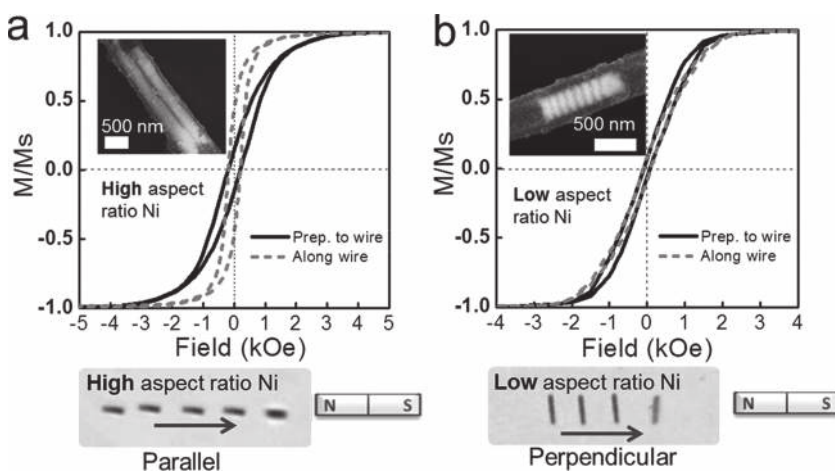 a
1.0
0.5
0.0
-0.5
-1.0
M/Ms
500 nm
High aspect
ratio Ni
Prep. to wire
Along wire
-5 -4 -3 -2 -1 0 1 2 3 4 5
Field (kOe)
High aspect ratio Ni
N S
Parallel
b
1.0
0.5
0.0
-0.5
-1.0
M/Ms
500 nm
Low aspect
ratio Ni
Prep. to wire
Along wire
-4 -3 -2 -1 0 1 2 3 4
Field (kOe)
Low aspect ratio Ni
N S
Perpendicular